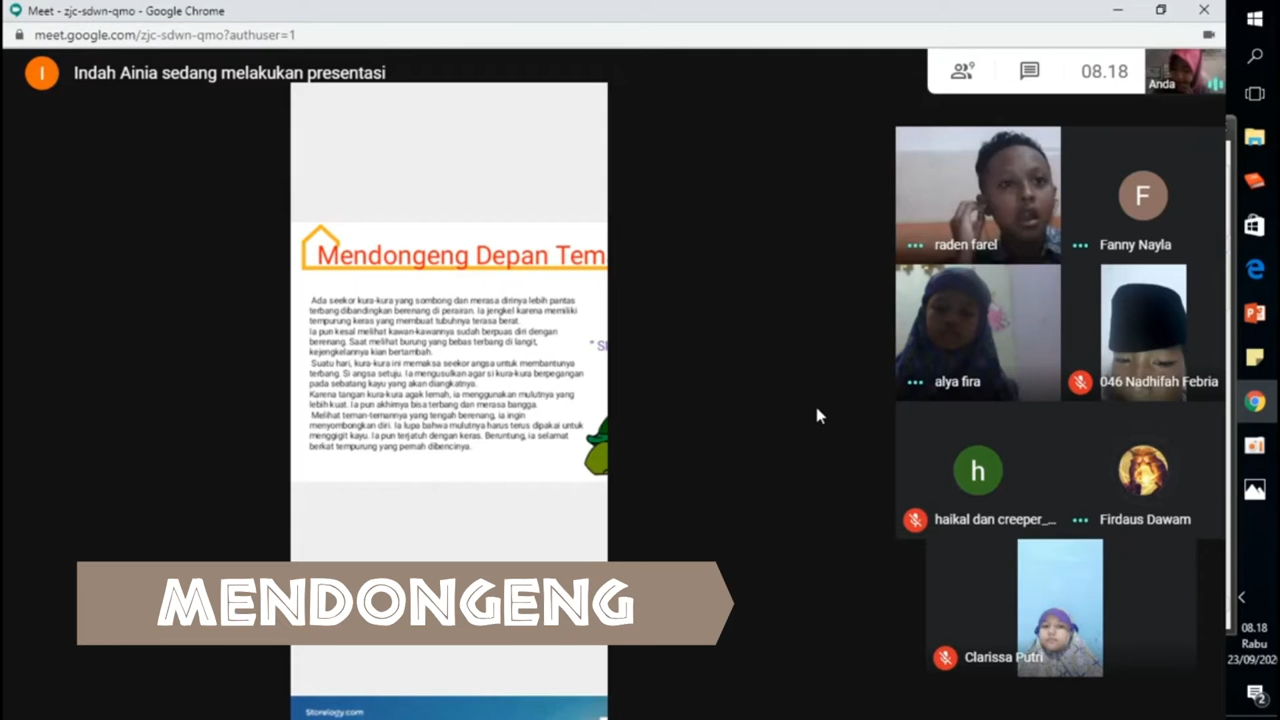 Meet - zjc-sdwn-qmo - Google Chrome
meet.google.com/zjc-sdwn-qmo?authuser=1
I
Indah Ainia sedang melakukan presentasi
9
08.18
Anda
Mendongeng Depan Tem
Ada seekor kura-kura yang sombong dan merasa dirinya lebih pantas
terbang dibandingkan berenang di perairan. Ia jengkel karena memiliki
tempurung keras yang membuat tubuhnya terasa berat.
Ia pun kesal melihat kawan-kawannya sudah berpuas diri dengan
berenang. Saat melihat burung yang bebas terbang di langit,
kejengkelannya kian bertambah.
Suatu hari, kura-kura ini memaksa seekor angsa untuk membantunya
terbang. Si angsa setuju. Ia mengusulkan agar si kura-kura berpegangan
pada sebatang kayu yang akan diangkatnya.
Karena tangan kura-kura agak lemah, ia menggunakan mulutnya yang
lebih kuat. Ia pun akhirnya bisa terbang dan merasa bangga.
Melihat teman-temannya yang tengah berenang, ia ingin
menyombongkan diri. Ia lupa bahwa mulutnya harus terus dipakai untuk
menggigit kayu. Ia pun terjatuh dengan keras. Beruntung, ia selamat
berkat tempurung yang pernah dibencinya.
raden farel
F
Fanny Nayla
alya fira
046 Nadhifah Febria
h
haikal dan creeper_...
Firdaus Dawam
Clarissa Putri
MENDONGENG
Storelogy.com
08.18
Rabu
23/09/202
2